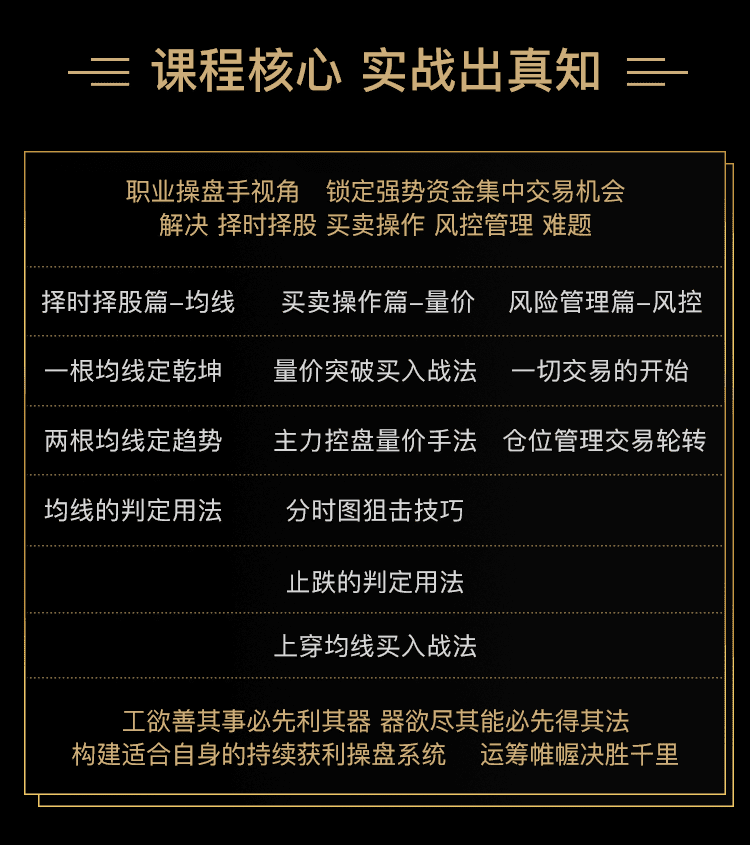 课程核心 实战出真知
职业操盘手视角 锁定强势资金集中交易机会
解决 择时择股 买卖操作 风控管理 难题
择时择股篇–均线 买卖操作篇–量价 风险管理篇–风控
一根均线定乾坤 量价突破买入战法 一切交易的开始
两根均线定趋势 主力控盘量价手法 仓位管理交易轮转
均线的判定用法 分时图狙击技巧
止跌的判定用法
上穿均线买入战法
工欲善其事必先利其器 器欲尽其能必先得其法
构建适合自身的持续获利操盘系统 运筹帷幄决胜千里